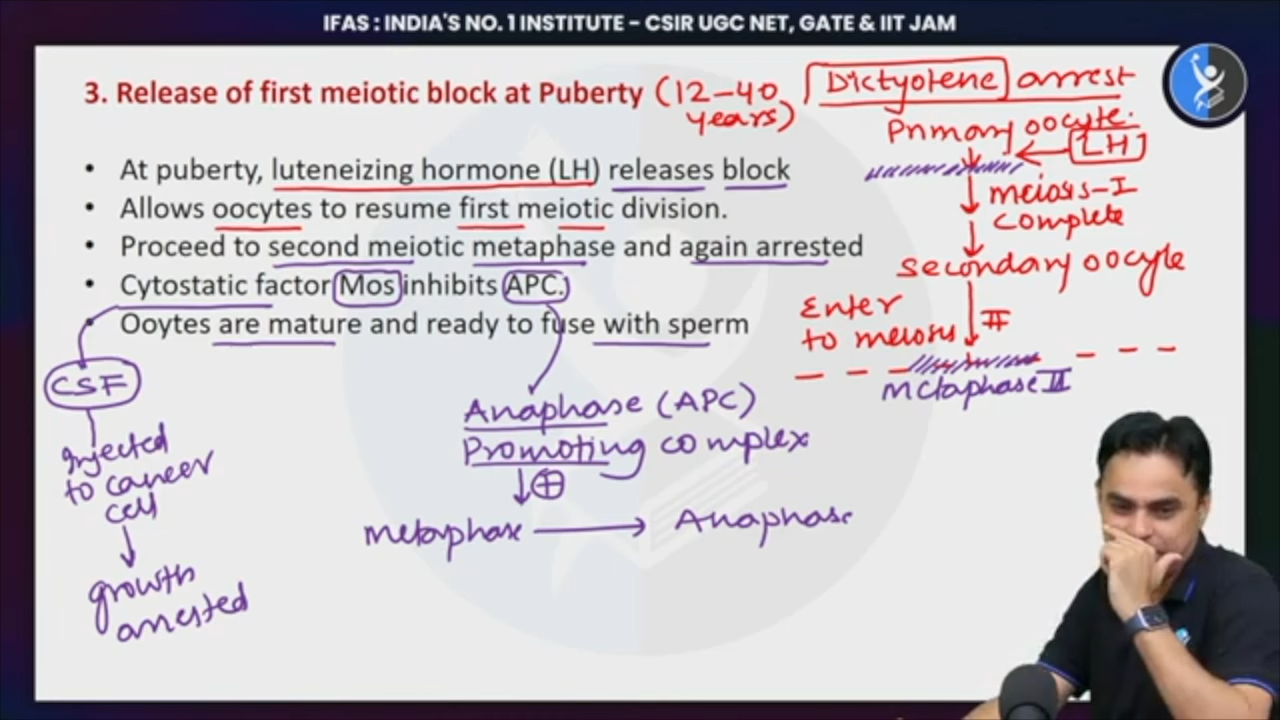 IFAS : INDIA'S NO. 1 INSTITUTE - CSIR UGC NET, GATE & IIT JAM
3. Release of first meiotic block at Puberty (12-40 years)
Dictyotene arrest
Primary oocyte.
LH
• At puberty, luteneizing hormone (LH) releases block
• Allows oocytes to resume first meiotic division.
• Proceed to second meiotic metaphase and again arrested
• Cytostatic factor Mos inhibits APC.
• Ooytes are mature and ready to fuse with sperm
meiosis-I
complete
secondary oocyte
Enter
to meiosis II
metaphase II
CSF
Injected
to cancer
cell
growth
arrested
Anaphase (APC)
Promoting complex
+
metaphase → Anaphase